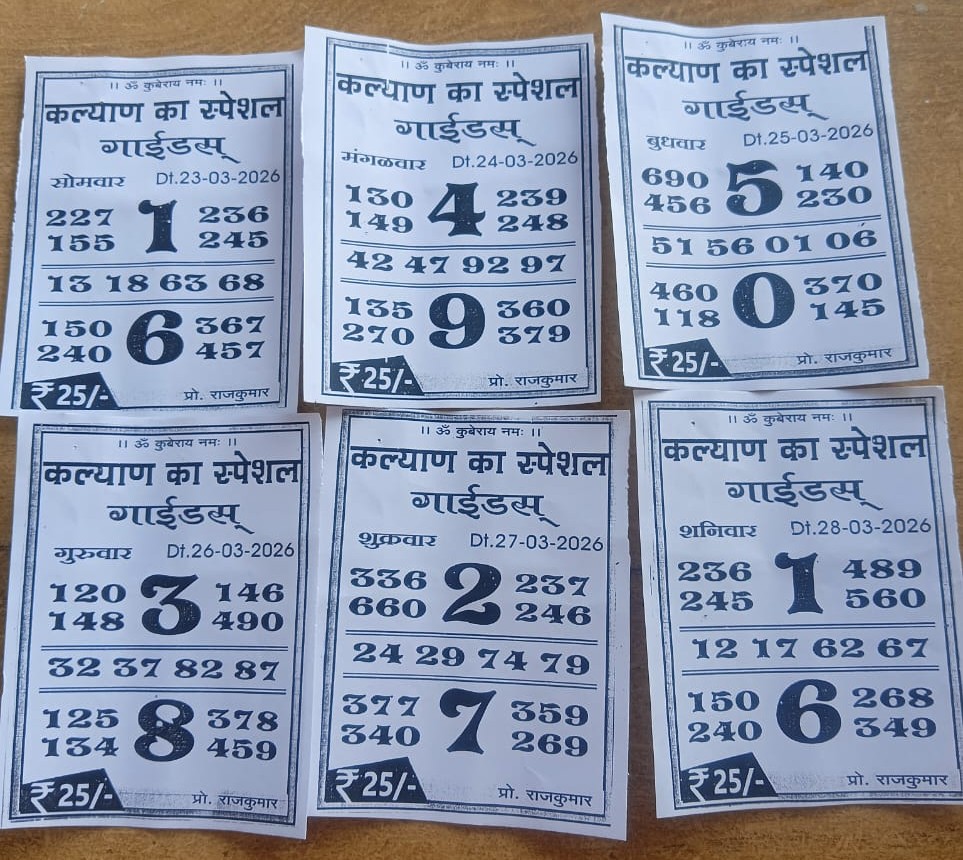 ।। ॐ कुबेराय नमः ।।
कल्याण का स्पेशल
गाईडस्
सोमवार Dt.23-03-2026
227 1 236
155 245
13 18 63 68
150 6 367
240 457
₹ 25/- प्रो. राजकुमार
।। ॐ कुबेराय नमः ।।
कल्याण का स्पेशल
गाईडस्
मंगळवार Dt.24-03-2026
130 4 239
149 248
42 47 92 97
135 9 360
270 379
₹ 25/- प्रो. राजकुमार
।। ॐ कुबेराय नमः ।।
कल्याण का स्पेशल
गाईडस्
बुधवार Dt.25-03-2026
690 5 140
456 230
51 56 01 06
460 0 370
118 145
₹ 25/- प्रो. राजकुमार
।। ॐ कुबेराय नमः ।।
कल्याण का स्पेशल
गाईडस्
गुरुवार Dt.26-03-2026
120 3 146
148 490
32 37 82 87
125 8 378
134 459
₹ 25/- प्रो. राजकुमार
।। ॐ कुबेराय नमः ।।
कल्याण का स्पेशल
गाईडस्
शुक्रवार Dt.27-03-2026
336 2 237
660 246
24 29 74 79
377 7 359
340 269
₹ 25/- प्रो. राजकुमार
।। ॐ कुबेराय नमः ।।
कल्याण का स्पेशल
गाईडस्
शनिवार Dt.28-03-2026
236 1 489
245 560
12 17 62 67
150 6 268
240 349
₹ 25/- प्रो. राजकुमार